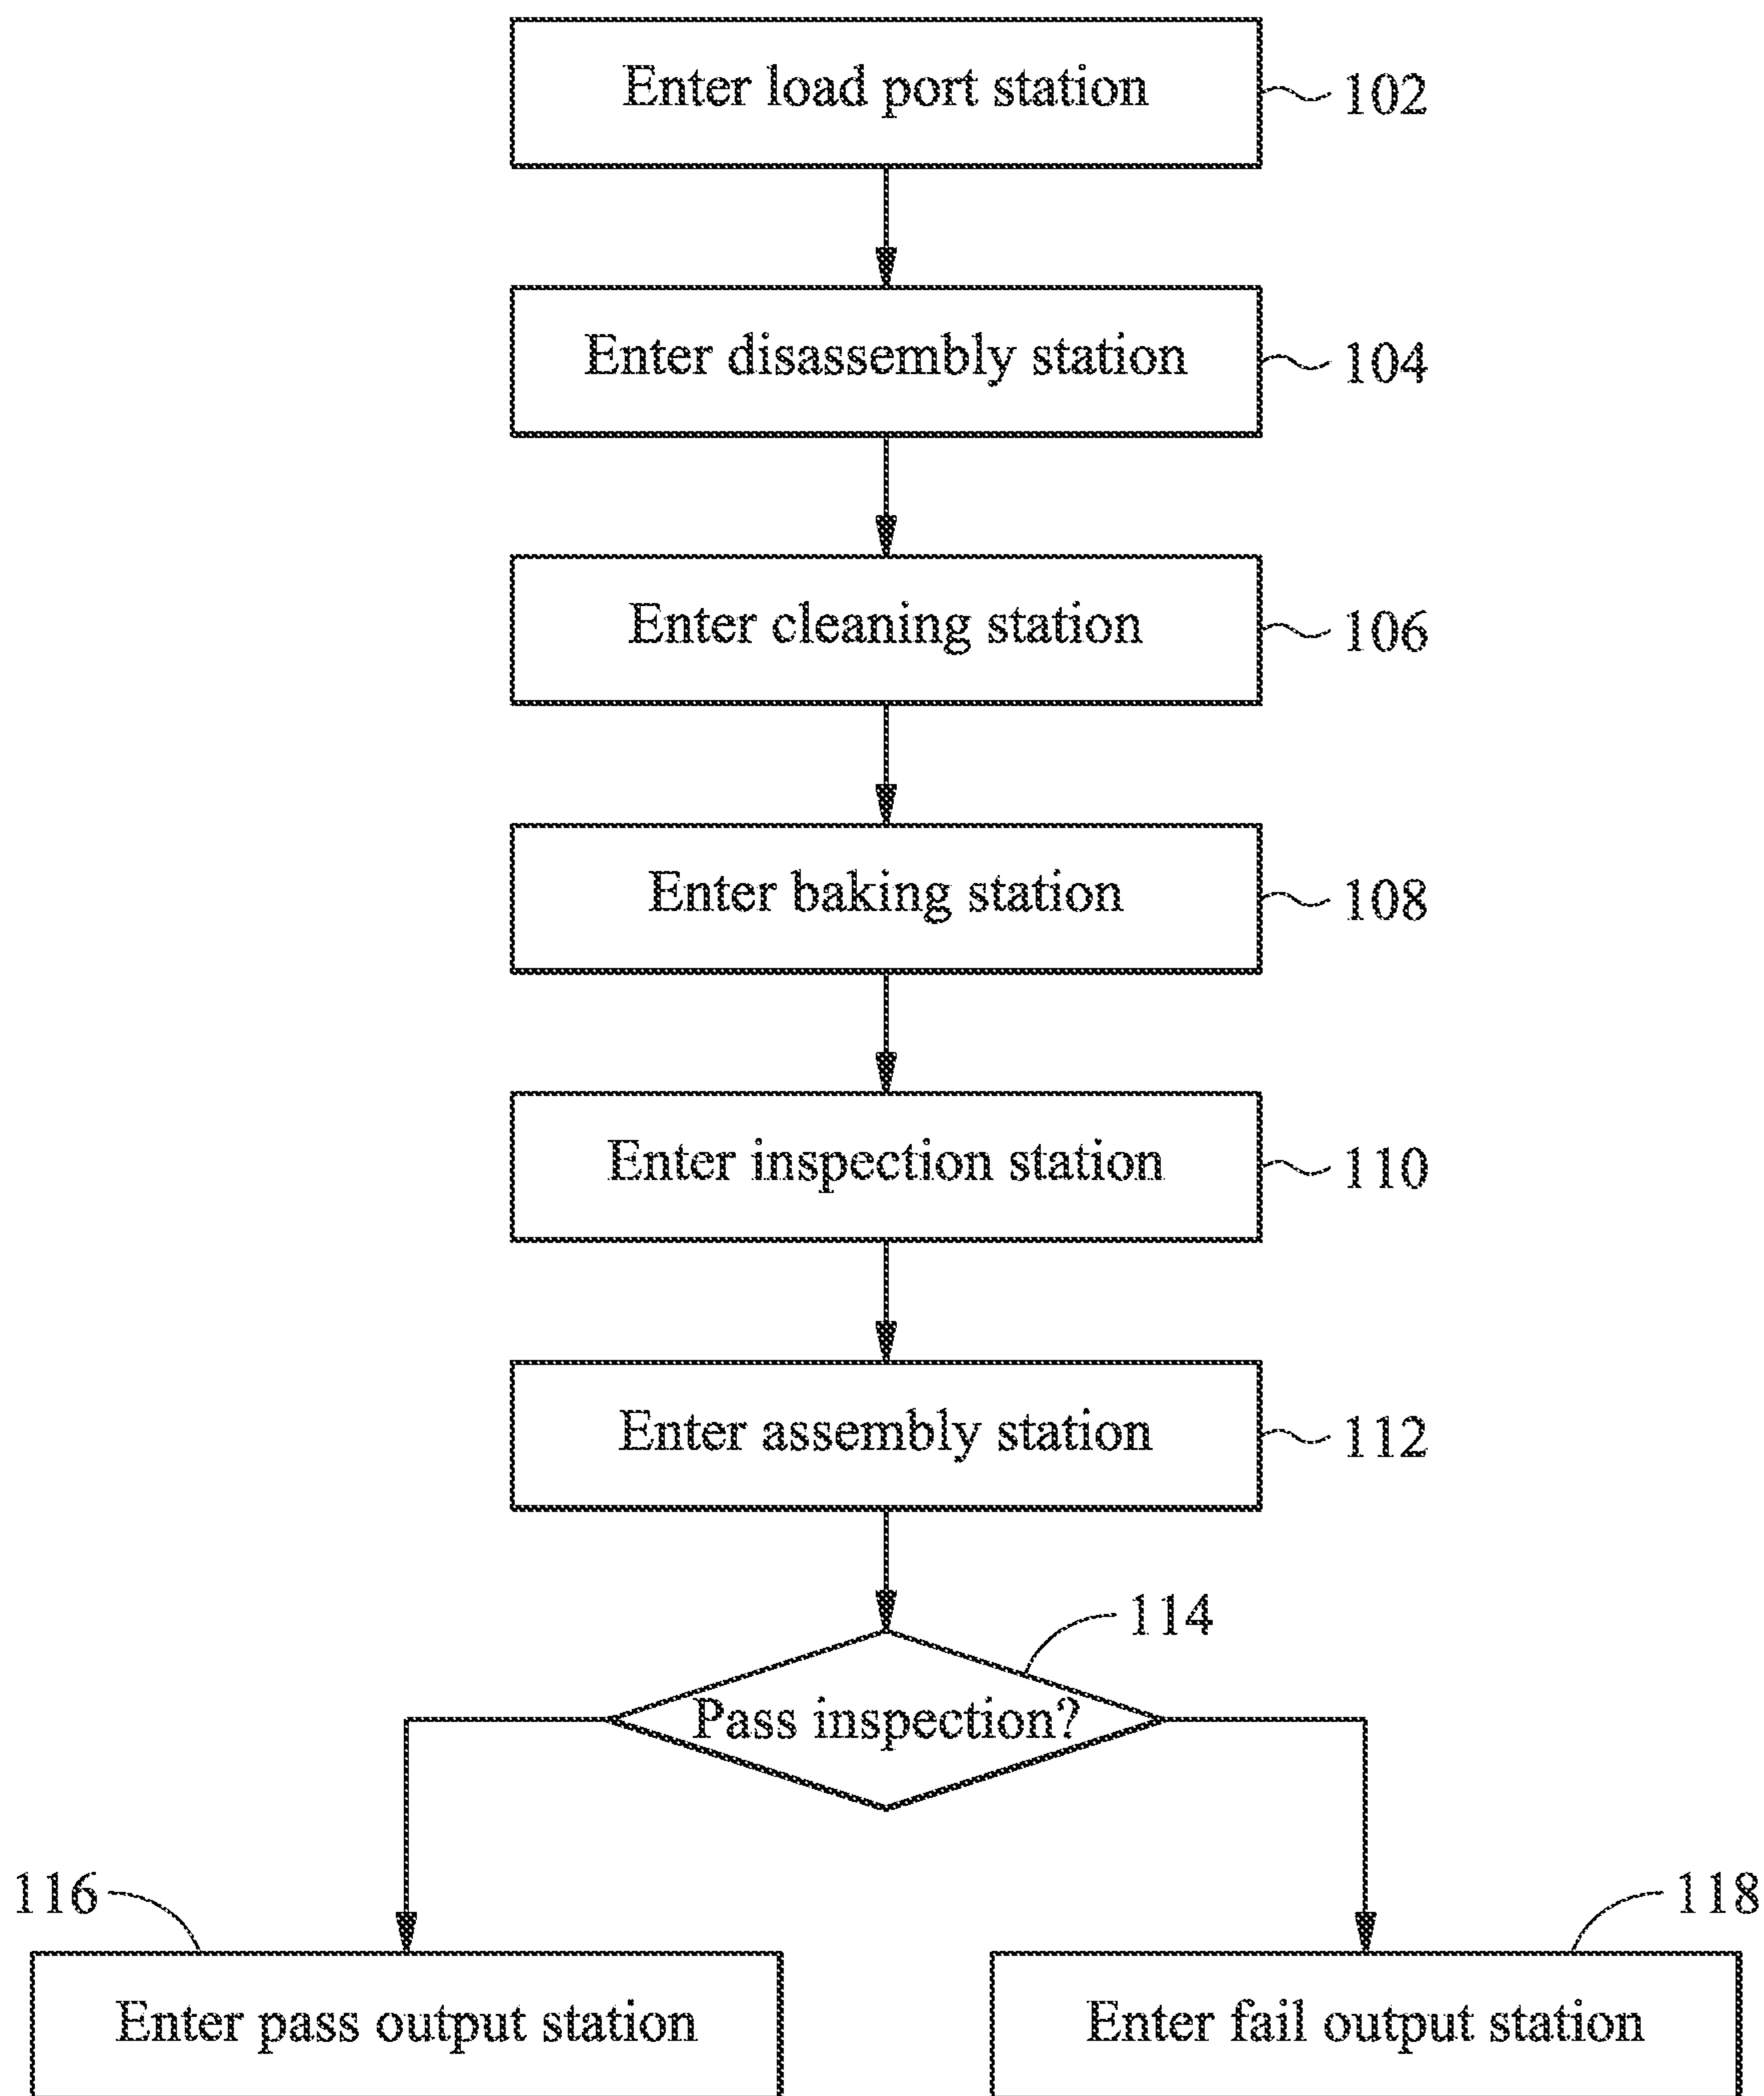 Enter load port station
102
Enter disassembly station
104
Enter cleaning station
106
Enter baking station
108
Enter inspection station
110
Enter assembly station
112
114
Pass inspection?
116
118
Enter pass output station
Enter fail output station